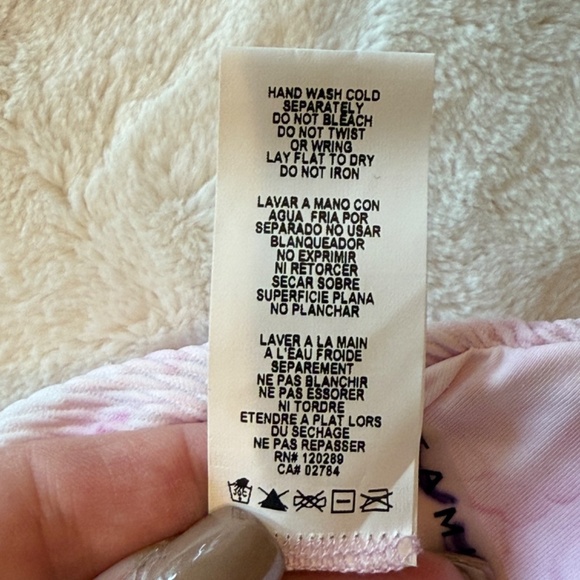 HAND WASH COLD
SEPARATELY
DO NOT BLEACH
DO NOT TWIST
OR WRING
LAY FLAT TO DRY
DO NOT IRON
LAVAR A MANO CON
AGUA FRIA POR
SEPARADO NO USAR
BLANQUEADOR
NO EXPRIMIR
NI RETORCER
SECAR SOBRE
SUPERFICIE PLANA
NO PLANCHAR
LAVER A LA MAIN
A L'EAU FROIDE
SEPAREMENT
NE PAS BLANCHIR
NE PAS ESSORER
NI TORDRE
ETENDRE A PLAT LORS
DU SECHAGE
NE PAS REPASSER
RN# 120289
CA# 02784